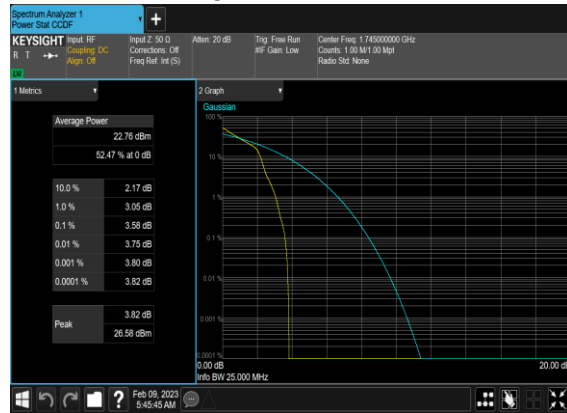 Spectrum Analyzer 1
Power Stat CCDF
+
KEYSIGHT
R T
LV
Input: RF
Coupling: DC
Align: Off
Input Z: 50 Ω
Corrections: Off
Freq Ref: Int (S)
Atten: 20 dB
Trig: Free Run
#IF Gain: Low
Center Freq: 1.745000000 GHz
Counts: 1.00 M/1.00 Mpt
Radio Std: None
1 Metrics
Average Power
22.76 dBm
52.47 % at 0 dB
10.0 % 2.17 dB
1.0 % 3.05 dB
0.1 % 3.58 dB
0.01 % 3.75 dB
0.001 % 3.80 dB
0.0001 % 3.82 dB
Peak
3.82 dB
26.58 dBm
2 Graph
Gaussian
100 %
10 %
1 %
0.1 %
0.01 %
0.001 %
0.0001 %
0.00 dB
20.00 dB
Info BW 25.000 MHz
?
Feb 09, 2023
5:45:45 AM